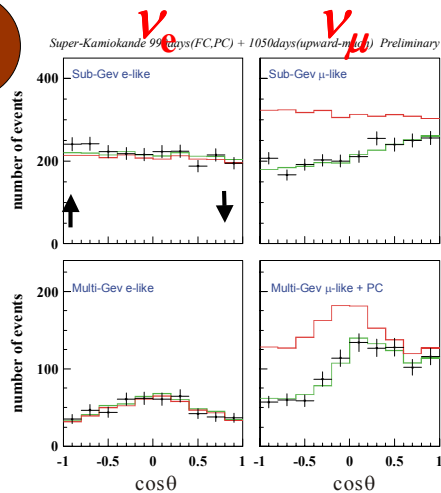 νe νμ
Super-Kamiokande 990days(FC,PC) + 1050days(upward-muon) Preliminary
number of events
400
200
0
Sub-Gev e-like
Sub-Gev μ-like
number of events
200
100
0
Multi-Gev e-like
Multi-Gev μ-like + PC
-1 -0.5 0 0.5 -1 -0.5 0 0.5 1
cosθ cosθ